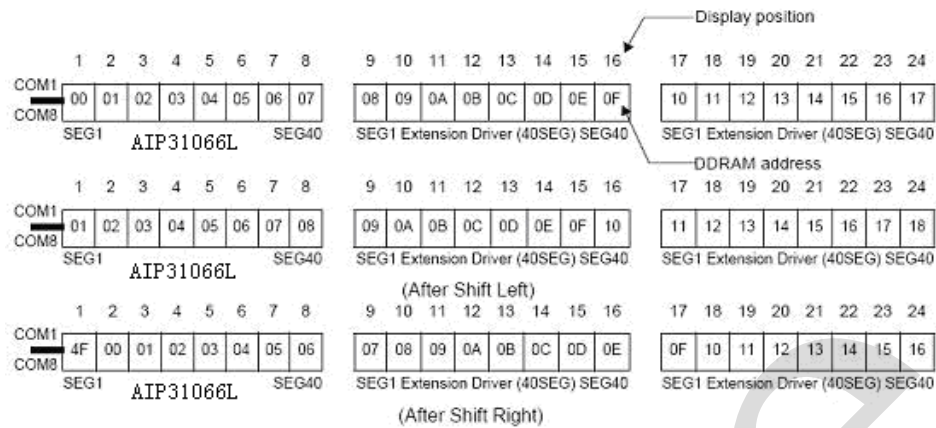 Display position
1 2 3 4 5 6 7 8 9 10 11 12 13 14 15 16 17 18 19 20 21 22 23 24
COM1
00 01 02 03 04 05 06 07 08 09 0A 0B 0C 0D 0E 0F 10 11 12 13 14 15 16 17
COM8
SEG1 AIP31066L SEG40 SEG1 Extension Driver (40SEG) SEG40 SEG1 Extension Driver (40SEG) SEG40
DDRAM address
1 2 3 4 5 6 7 8 9 10 11 12 13 14 15 16 17 18 19 20 21 22 23 24
COM1
01 02 03 04 05 06 07 08 09 0A 0B 0C 0D 0E 0F 10 11 12 13 14 15 16 17 18
COM8
SEG1 AIP31066L SEG40 SEG1 Extension Driver (40SEG) SEG40 SEG1 Extension Driver (40SEG) SEG40
(After Shift Left)
1 2 3 4 5 6 7 8 9 10 11 12 13 14 15 16 17 18 19 20 21 22 23 24
COM1
4F 00 01 02 03 04 05 06 07 08 09 0A 0B 0C 0D 0E 0F 10 11 12 13 14 15 16
COM8
SEG1 AIP31066L SEG40 SEG1 Extension Driver (40SEG) SEG40 SEG1 Extension Driver (40SEG) SEG40
(After Shift Right)